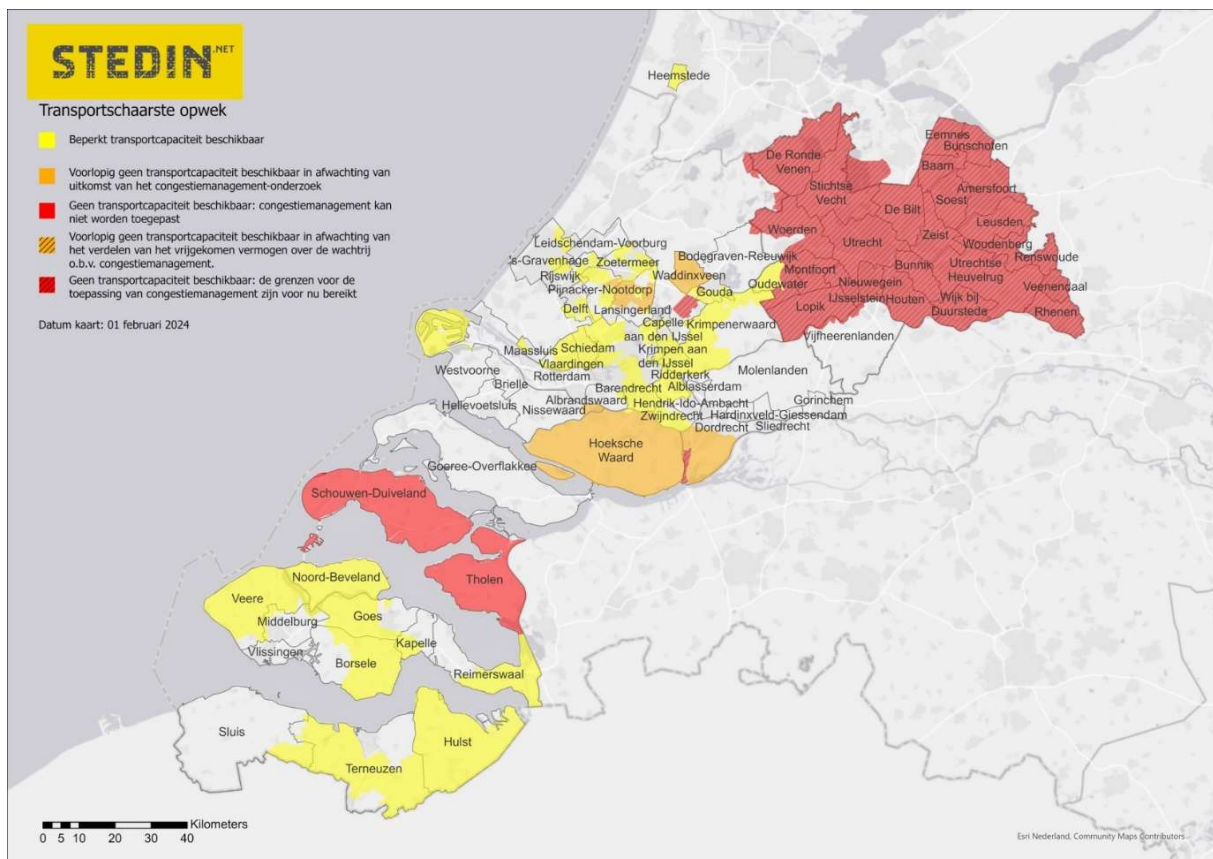 STEDIN.NET
Transportschaarste opwek
Beperkt transportcapaciteit beschikbaar
Voorlopig geen transportcapaciteit beschikbaar in afwachting van
uitkomst van het congestiemanagement-onderzoek
Geen transportcapaciteit beschikbaar: congestiemanagement kan
niet worden toegepast
Voorlopig geen transportcapaciteit beschikbaar in afwachting van
het verdelen van het vrijgekomen vermogen over de wachtrij
o.b.v. congestiemanagement.
Geen transportcapaciteit beschikbaar: de grenzen voor de
toepassing van congestiemanagement zijn voor nu bereikt
Datum kaart: 01 februari 2024
Heemstede
Eemnes
Bunschoten
De Ronde
Venen
Baarn
Stichtse
Vecht
Amersfoort
Soest
De Bilt
Leusden
Woerden
Zeist
Woudenberg
Utrecht
Renswoude
Leidschendam-Voorburg
's-Gravenhage
Zoetermeer
Bodegraven-Reeuwijk
Bunnik
Utrechtse
Heuvelrug
Rijswijk
Waddinxveen
Montfoort
Veenendaal
Pijnacker-Nootdorp
Gouda
Oudewater
Nieuwegein
IJsselstein
Houten
Wijk bij
Duurstede
Rhenen
Lopik
Delft
Lansingerland
Capelle
aan den IJssel
Krimpenerwaard
Vijfheerenlanden
Maassluis
Schiedam
Vlaardingen
Krimpen aan
den IJssel
Westvoorne
Rotterdam
Ridderkerk
Molenlanden
Brielle
Barendrecht
Alblasserdam
Hellevoetsluis
Albrandswaard
Nissewaard
Hendrik-Ido-Ambacht
Gorinchem
Zwijndrecht
Hardinxveld-Giessendam
Dordrecht
Sliedrecht
Hoeksche
Waard
Goeree-Overflakkee
Schouwen-Duiveland
Tholen
Noord-Beveland
Veere
Goes
Middelburg
Kapelle
Vlissingen
Borsele
Reimerswaal
Sluis
Hulst
Terneuzen
Kilometers
0 5 10 20 30 40
Esri Nederland, Community Maps Contributors